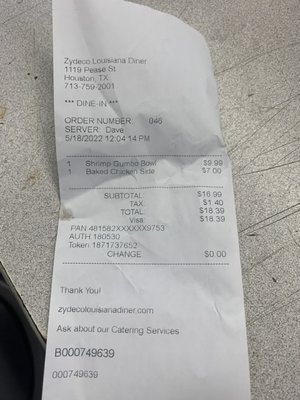 Zydeco Louisiana Diner
1119 Pease St
Houston, TX
713-759-2001
*** DINE-IN ***
ORDER NUMBER: 046
SERVER: Dave
5/18/2022 12:04:14 PM
1 Shrimp Gumbo Bowl $9.99
1 Baked Chicken Side $7.00
SUBTOTAL: $16.99
TAX: $1.40
TOTAL: $18.39
Visa: $18.39
PAN:481582XXXXXX9753
AUTH:180530
Token:1871737652
CHANGE $0.00
Thank You!
zydecolouisianadiner.com
Ask about our Catering Services
B000749639
000749639